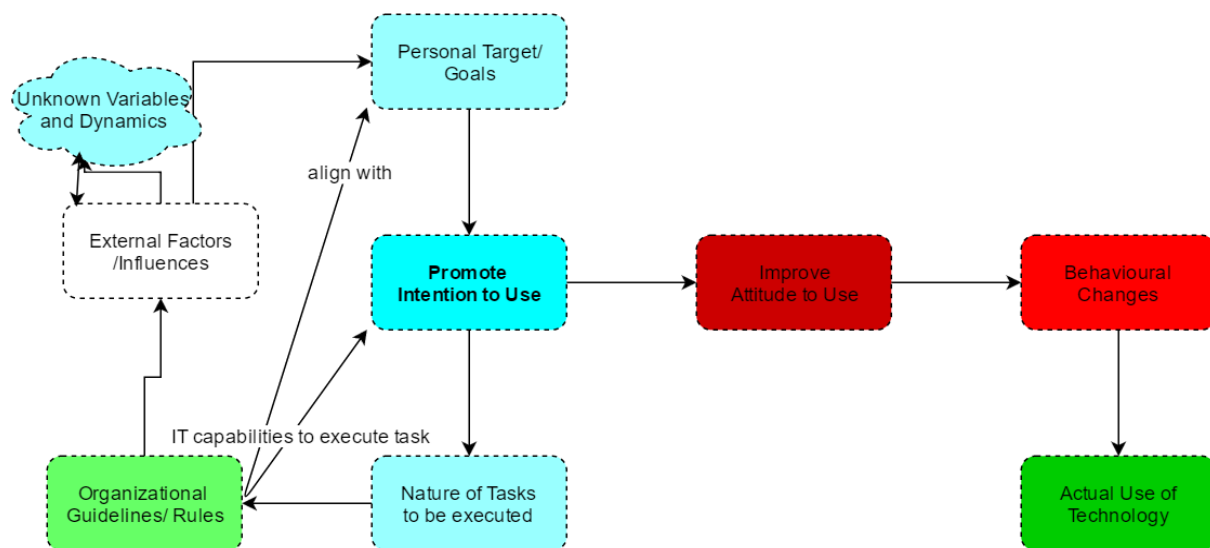 Personal Target/
Goals
Unknown Variables
and Dynamics
align with
External Factors
/Influences
Promote
Intention to Use
Improve
Attitude to Use
Behavioural
Changes
IT capabilities to execute task
Organizational
Guidelines/ Rules
Nature of Tasks
to be executed
Actual Use of
Technology